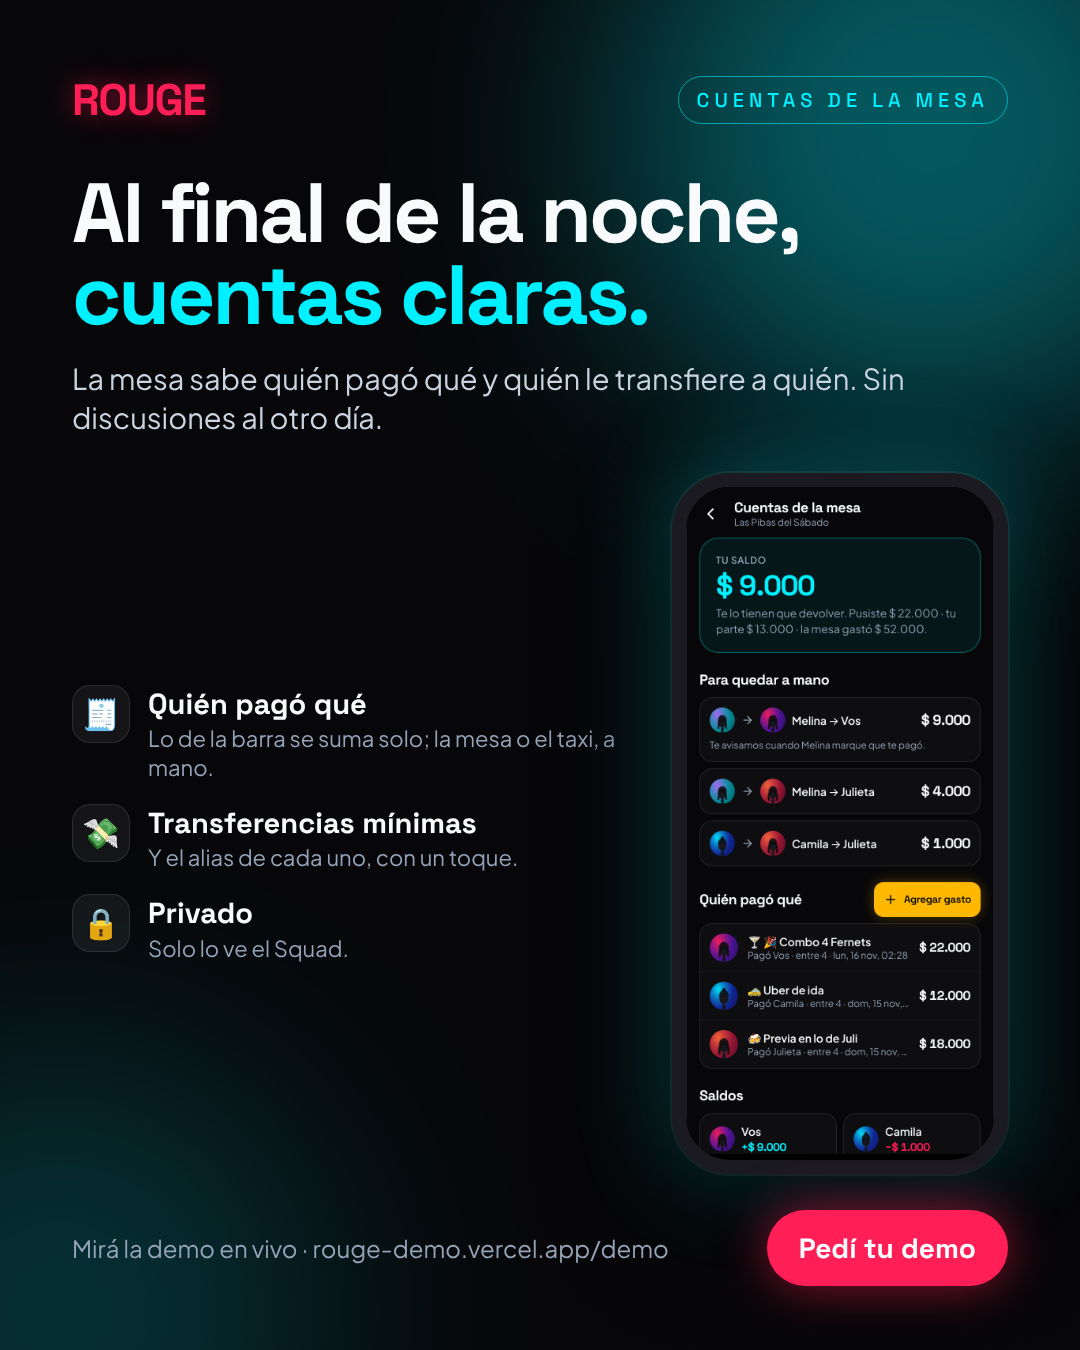 ROUGE
CUENTAS DE LA MESA
Al final de la noche,
cuentas claras.
La mesa sabe quién pagó qué y quién le transfiere a quién. Sin
discusiones al otro día.
Quién pagó qué
Lo de la barra se suma solo; la mesa o el taxi, a
mano.
Transferencias mínimas
Y el alias de cada uno, con un toque.
Privado
Solo lo ve el Squad.
Cuentas de la mesa
Las Pibas del Sábado
TU SALDO
$ 9.000
Te lo tienen que devolver. Pusiste $ 22.000 · tu
parte $ 13.000 · la mesa gastó $ 52.000.
Para quedar a mano
Melina → Vos $ 9.000
Te avisamos cuando Melina marque que te pagó.
Melina → Julieta $ 4.000
Camila → Julieta $ 1.000
Quién pagó qué
+ Agregar gasto
🍸🎉 Combo 4 Fernets $ 22.000
Pagó Vos · entre 4 · lun, 16 nov, 02:28
🚕 Uber de ida $ 12.000
Pagó Camila · entre 4 · dom, 15 nov,...
🍻 Previa en lo de Juli $ 18.000
Pagó Julieta · entre 4 · dom, 15 nov, ...
Saldos
Vos
+$ 9.000
Camila
-$ 1.000
Mirá la demo en vivo · rouge-demo.vercel.app/demo
Pedí tu demo